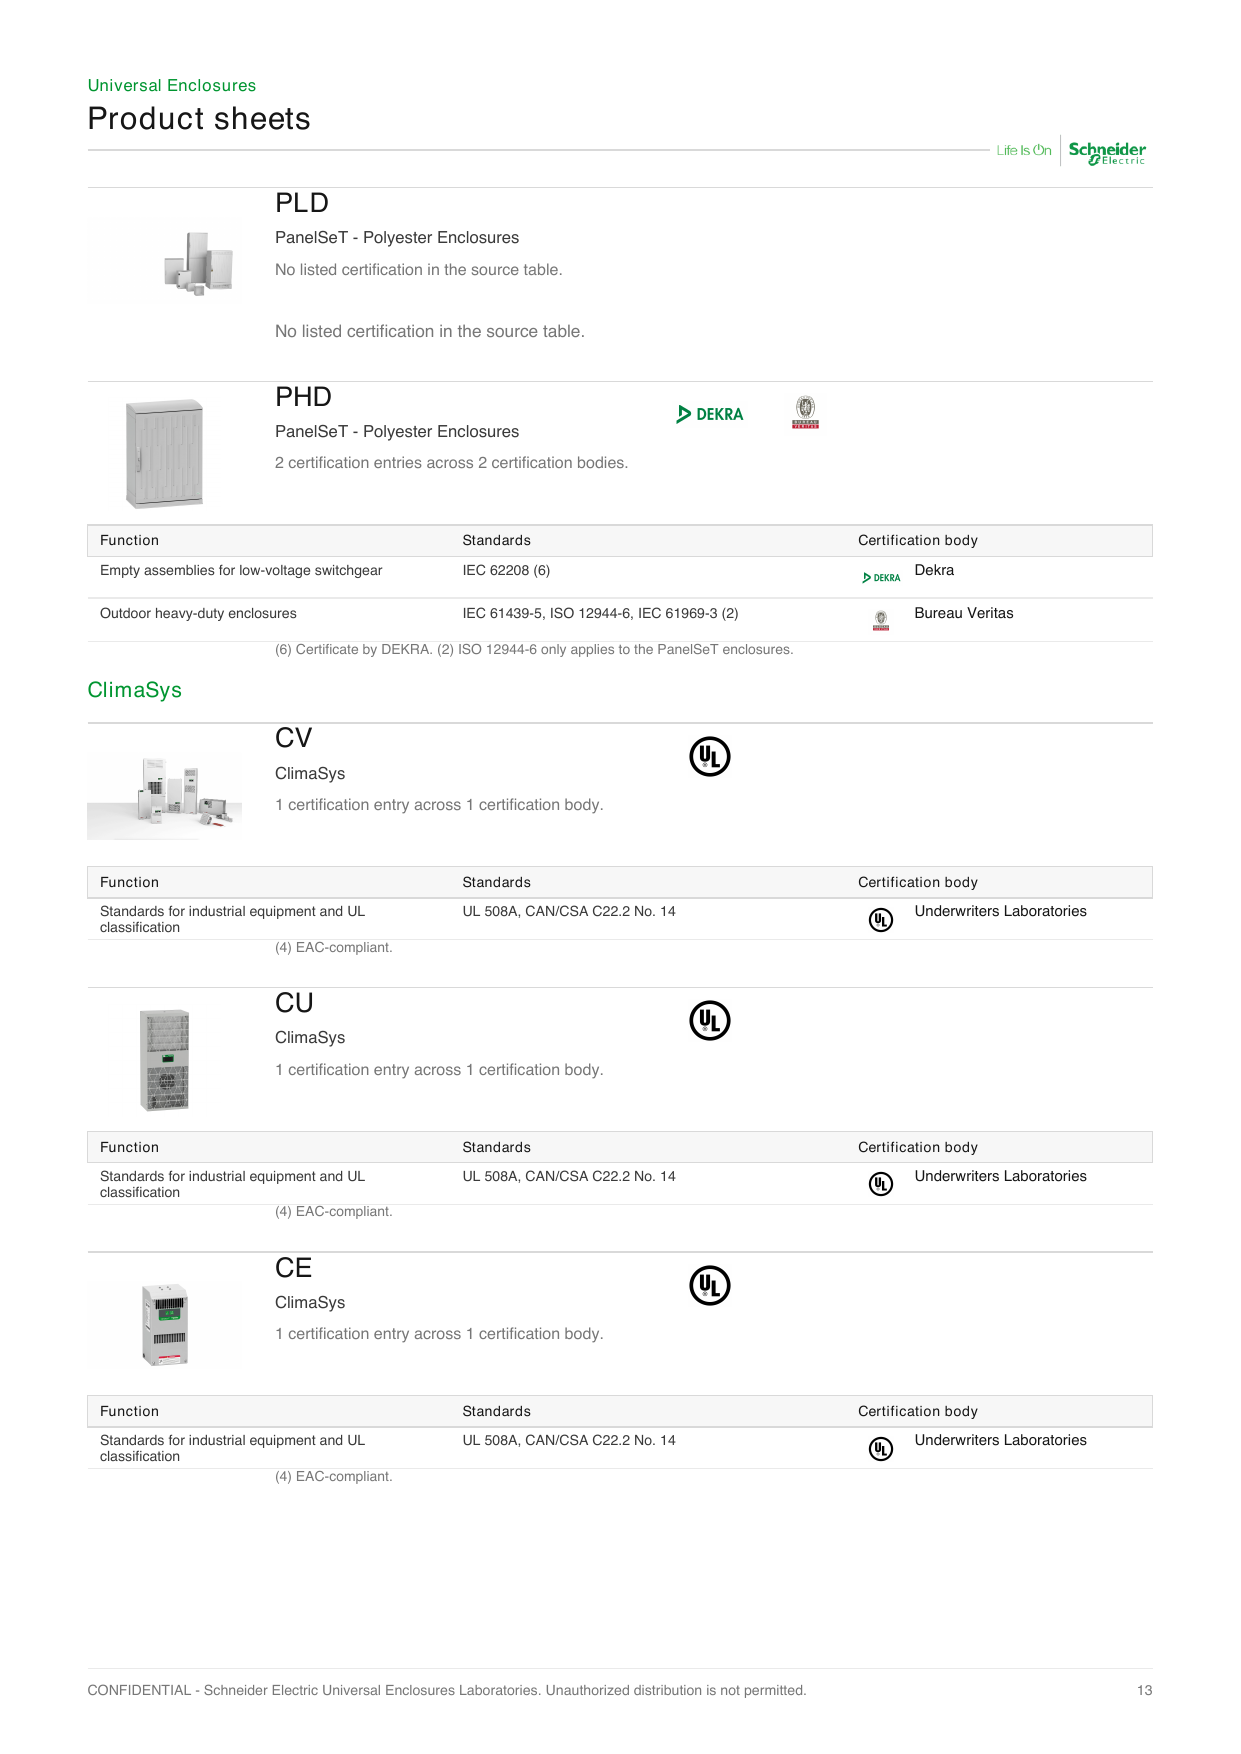 Universal Enclosures
Product sheets
Life Is On | Schneider Electric
PLD
PanelSeT - Polyester Enclosures
No listed certification in the source table.
No listed certification in the source table.
PHD
DEKRA
BUREAU VERITAS
PanelSeT - Polyester Enclosures
2 certification entries across 2 certification bodies.
Function Standards Certification body
Empty assemblies for low-voltage switchgear IEC 62208 (6) DEKRA Dekra
Outdoor heavy-duty enclosures IEC 61439-5, ISO 12944-6, IEC 61969-3 (2) Bureau Veritas
(6) Certificate by DEKRA. (2) ISO 12944-6 only applies to the PanelSeT enclosures.
ClimaSys
CV
UL®
ClimaSys
1 certification entry across 1 certification body.
Function Standards Certification body
Standards for industrial equipment and UL UL 508A, CAN/CSA C22.2 No. 14 UL Underwriters Laboratories
classification
(4) EAC-compliant.
CU
UL®
ClimaSys
1 certification entry across 1 certification body.
Function Standards Certification body
Standards for industrial equipment and UL UL 508A, CAN/CSA C22.2 No. 14 UL Underwriters Laboratories
classification
(4) EAC-compliant.
CE
UL®
ClimaSys
1 certification entry across 1 certification body.
Function Standards Certification body
Standards for industrial equipment and UL UL 508A, CAN/CSA C22.2 No. 14 UL Underwriters Laboratories
classification
(4) EAC-compliant.
CONFIDENTIAL - Schneider Electric Universal Enclosures Laboratories. Unauthorized distribution is not permitted. 13